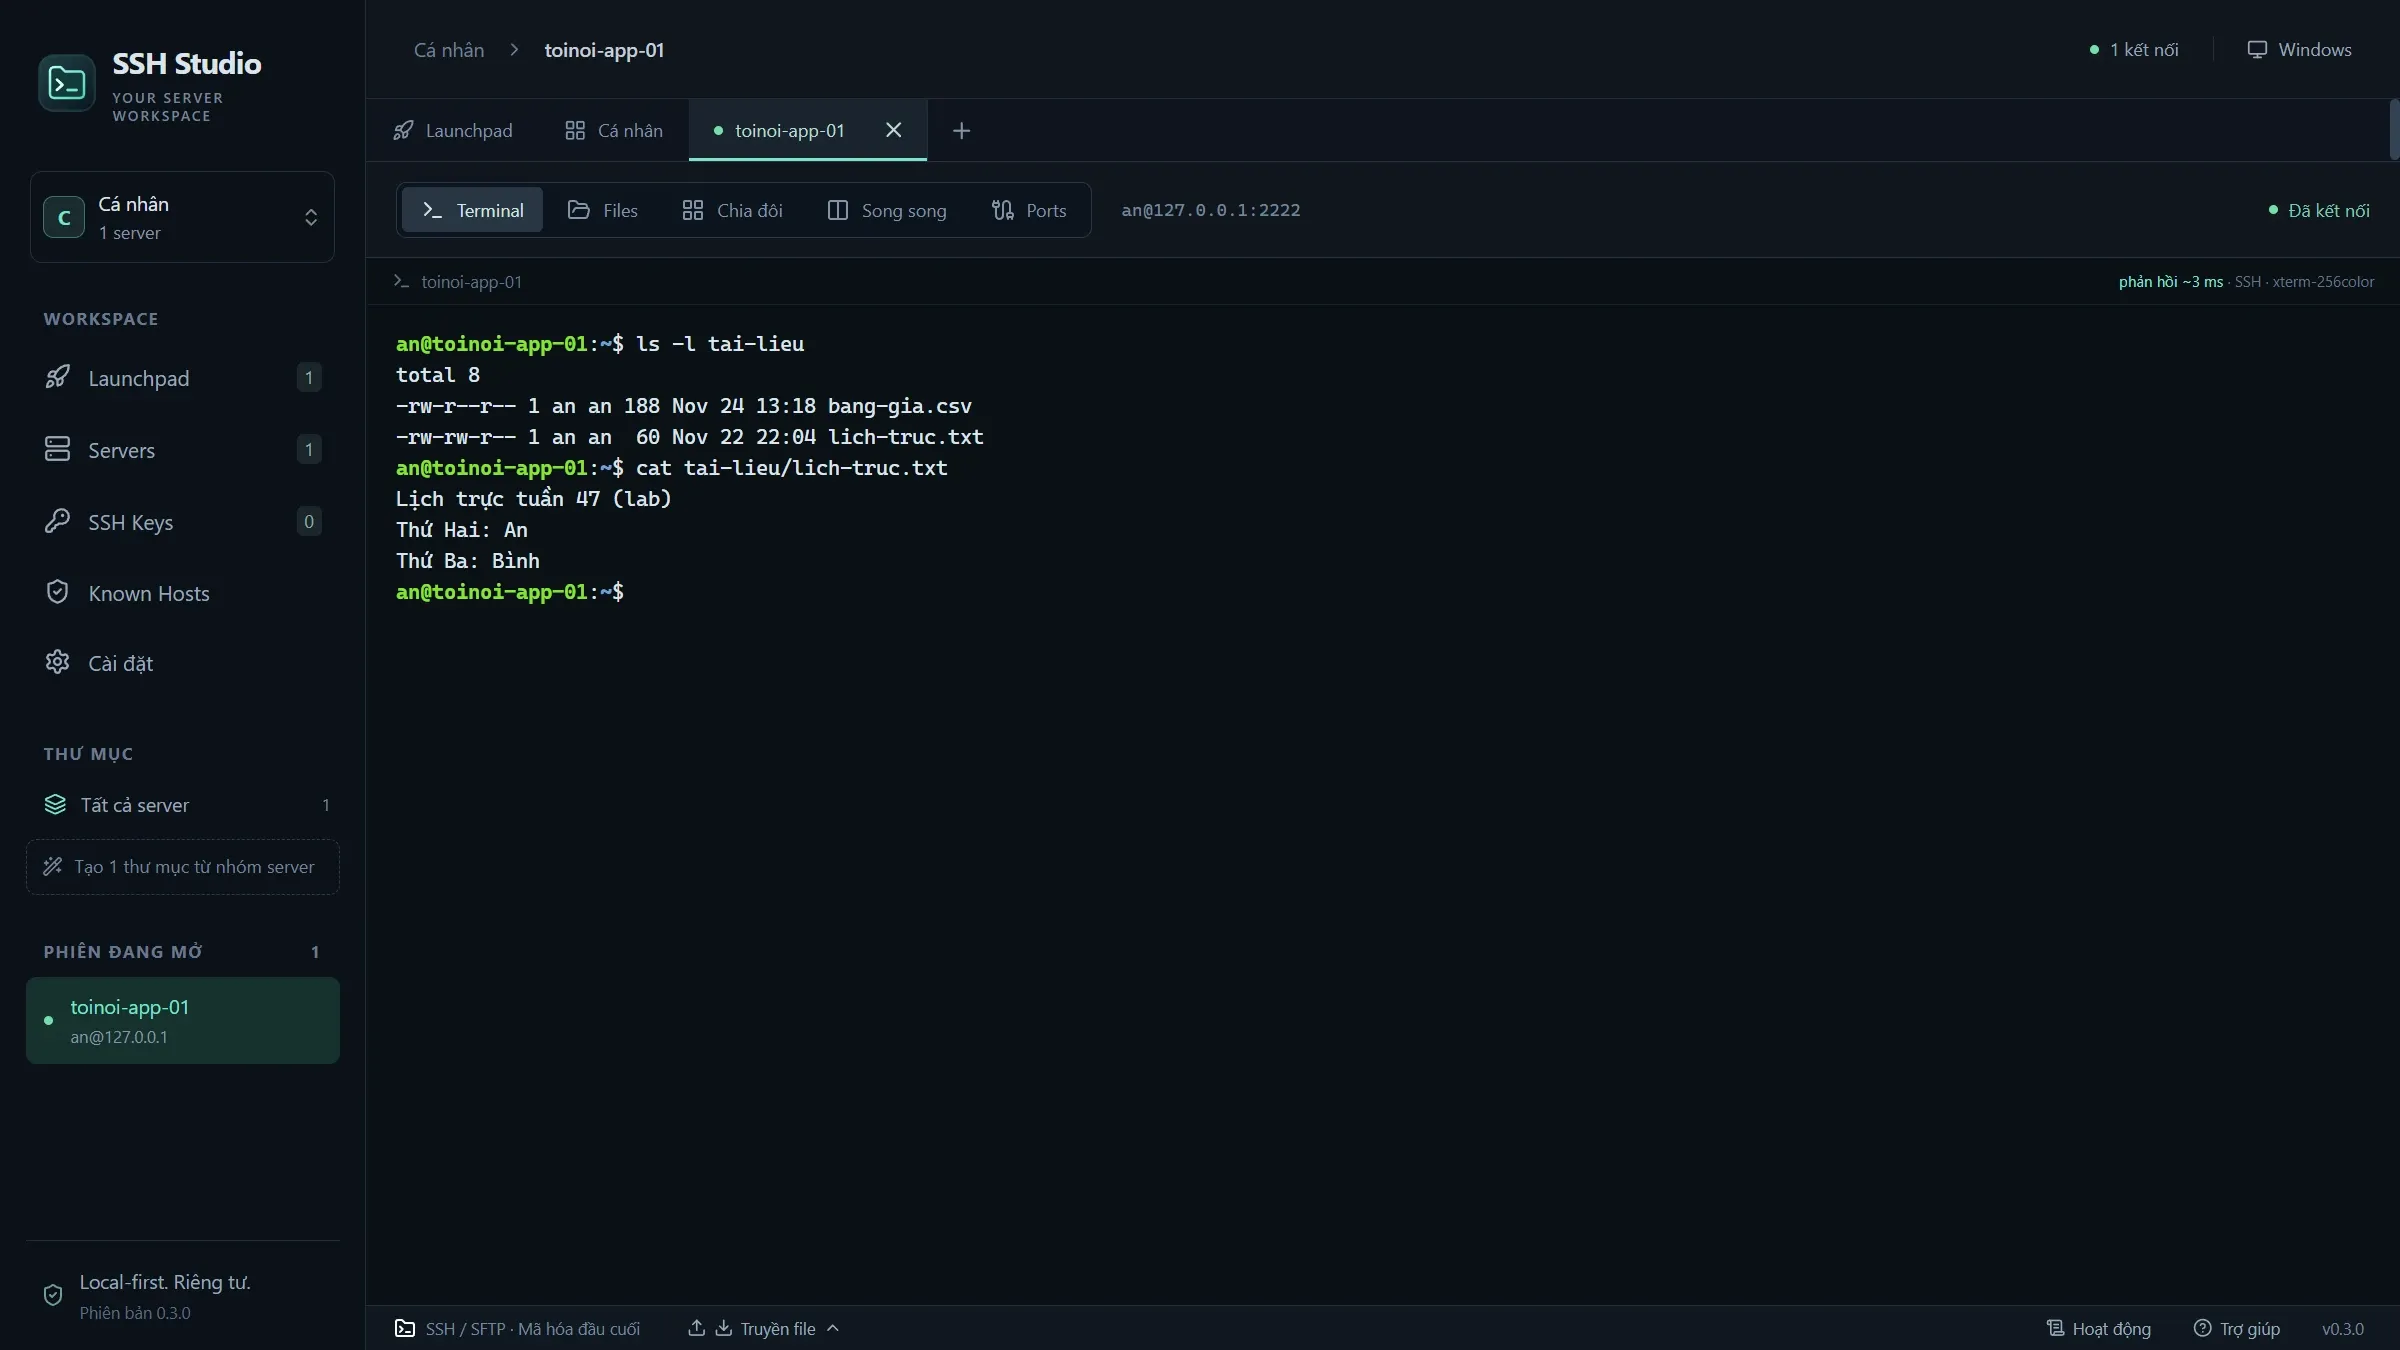 SSH Studio
YOUR SERVER
WORKSPACE
C
Cá nhân
1 server
WORKSPACE
Launchpad 1
Servers 1
SSH Keys 0
Known Hosts
Cài đặt
THƯ MỤC
Tất cả server 1
Tạo 1 thư mục từ nhóm server
PHIÊN ĐANG MỞ 1
toinoi-app-01
an@127.0.0.1
Local-first. Riêng tư.
Phiên bản 0.3.0
Cá nhân > toinoi-app-01
1 kết nối
Windows
Launchpad
Cá nhân
toinoi-app-01
Terminal
Files
Chia đôi
Song song
Ports
an@127.0.0.1:2222
Đã kết nối
toinoi-app-01
phản hồi ~3 ms · SSH · xterm-256color
an@toinoi-app-01:~$ ls -l tai-lieu
total 8
-rw-r--r-- 1 an an 188 Nov 24 13:18 bang-gia.csv
-rw-rw-r-- 1 an an  60 Nov 22 22:04 lich-truc.txt
an@toinoi-app-01:~$ cat tai-lieu/lich-truc.txt
Lịch trực tuần 47 (lab)
Thứ Hai: An
Thứ Ba: Bình
an@toinoi-app-01:~$
SSH / SFTP · Mã hóa đầu cuối
Truyền file
Hoạt động
Trợ giúp
v0.3.0